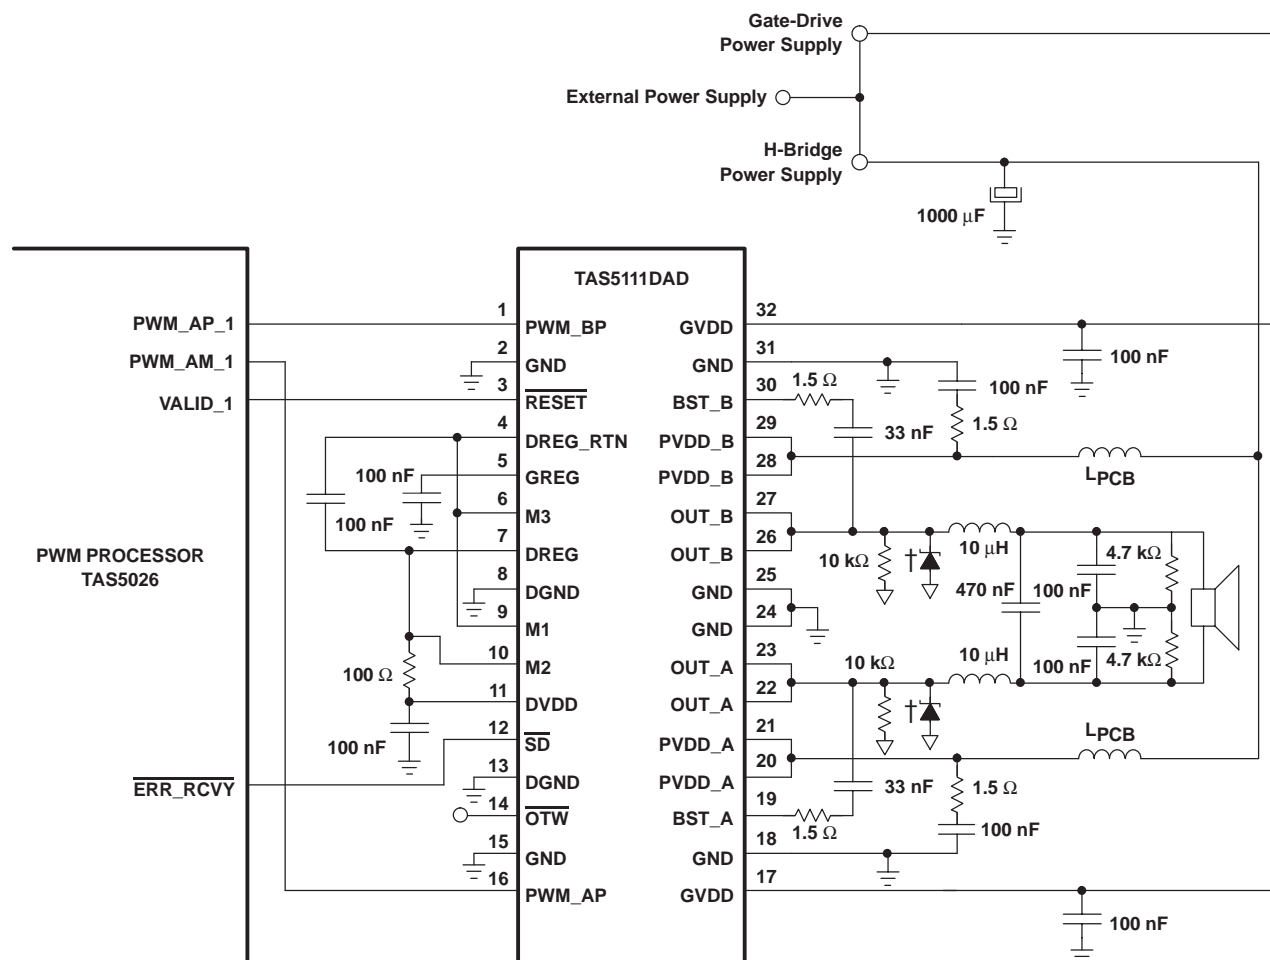 Gate-Drive
Power Supply
External Power Supply
H-Bridge
Power Supply
1000 µF
TAS5111DAD
PWM PROCESSOR
TAS5026
PWM_AP_1
PWM_AM_1
VALID_1
ERR_RCVY
1
PWM_BP
2
GND
3
RESET
4
DREG_RTN
5
GREG
6
M3
7
DREG
8
DGND
9
M1
10
M2
11
DVDD
12
SD
13
DGND
14
OTW
15
GND
16
PWM_AP
100 nF
100 nF
100 Ω
100 nF
32
GVDD
31
GND
30
BST_B
29
PVDD_B
28
PVDD_B
27
OUT_B
26
OUT_B
25
GND
24
GND
23
OUT_A
22
OUT_A
21
PVDD_A
20
PVDD_A
19
BST_A
18
GND
17
GVDD
100 nF
1.5 Ω
100 nF
33 nF
1.5 Ω
LPCB
10 kΩ
†
10 µH
4.7 kΩ
470 nF
100 nF
10 kΩ
†
10 µH
100 nF
4.7 kΩ
LPCB
33 nF
1.5 Ω
1.5 Ω
100 nF
100 nF